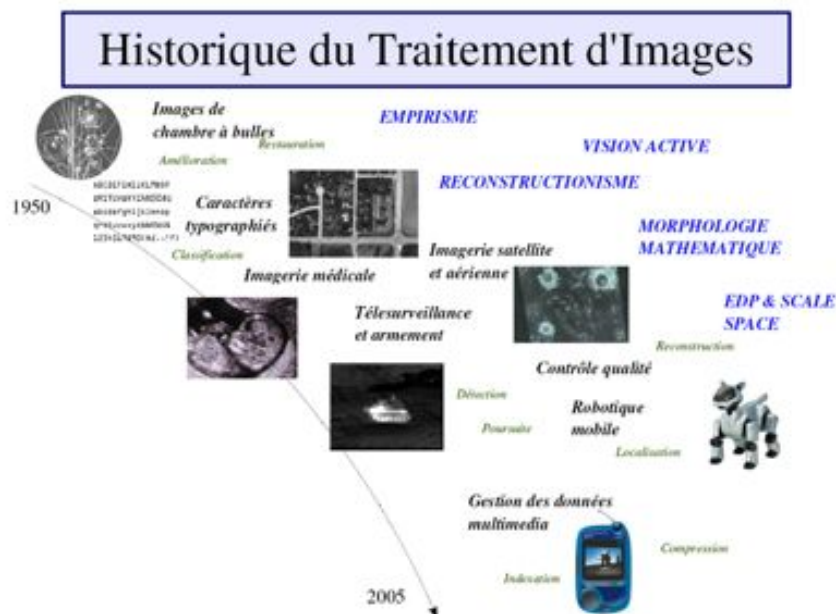 Historique du Traitement d'Images
Images de
chambre à bulles
EMPIRISME
Restauration
Amélioration
VISION ACTIVE
RECONSTRUCTIONISME
1950
Caractères
typographiés
Classification
MORPHOLOGIE
MATHEMATIQUE
Imagerie satellite
et aérienne
Imagerie médicale
EDP & SCALE
SPACE
Télesurveillance
et armement
Reconstruction
Contrôle qualité
Détection
Poursuite
Robotique
mobile
Localisation
Gestion des données
multimedia
Compression
Indexation
2005